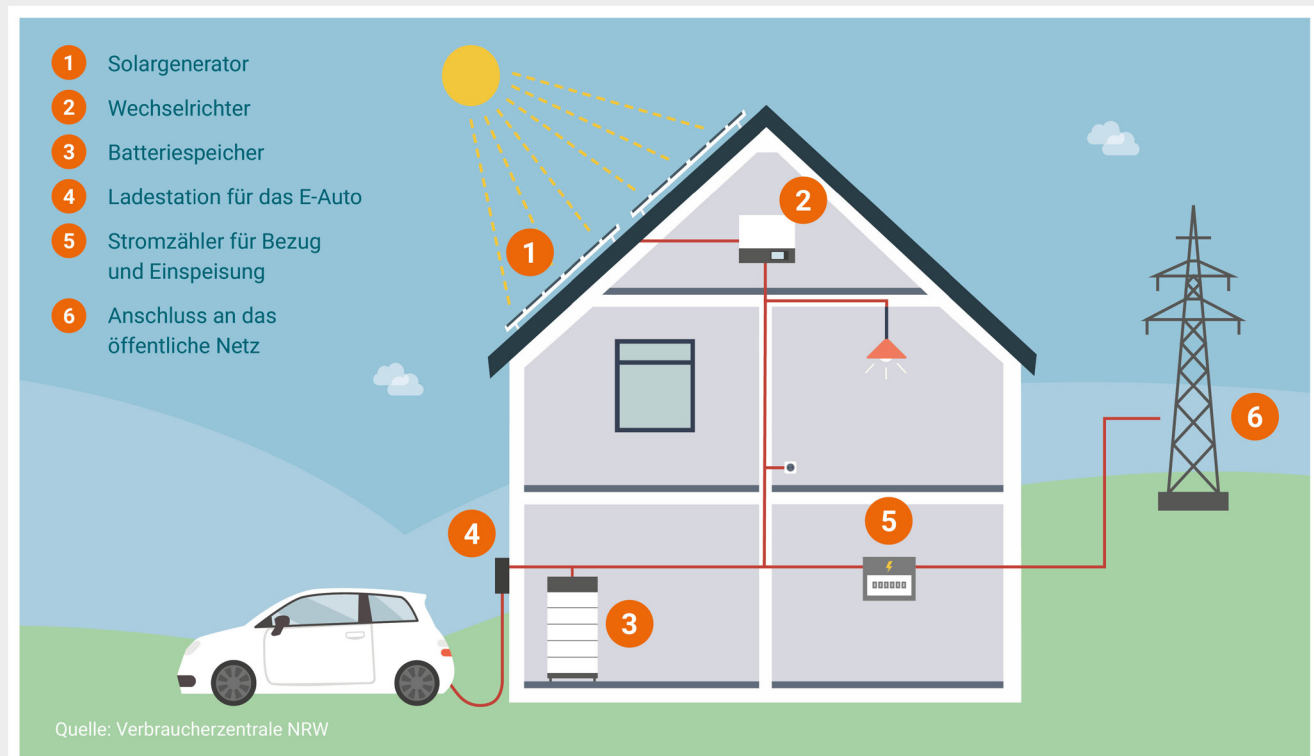 1 Solargenerator
2 Wechselrichter
3 Batteriespeicher
4 Ladestation für das E-Auto
5 Stromzähler für Bezug
und Einspeisung
6 Anschluss an das
öffentliche Netz
1
2
3
4
5
6
Quelle: Verbraucherzentrale NRW